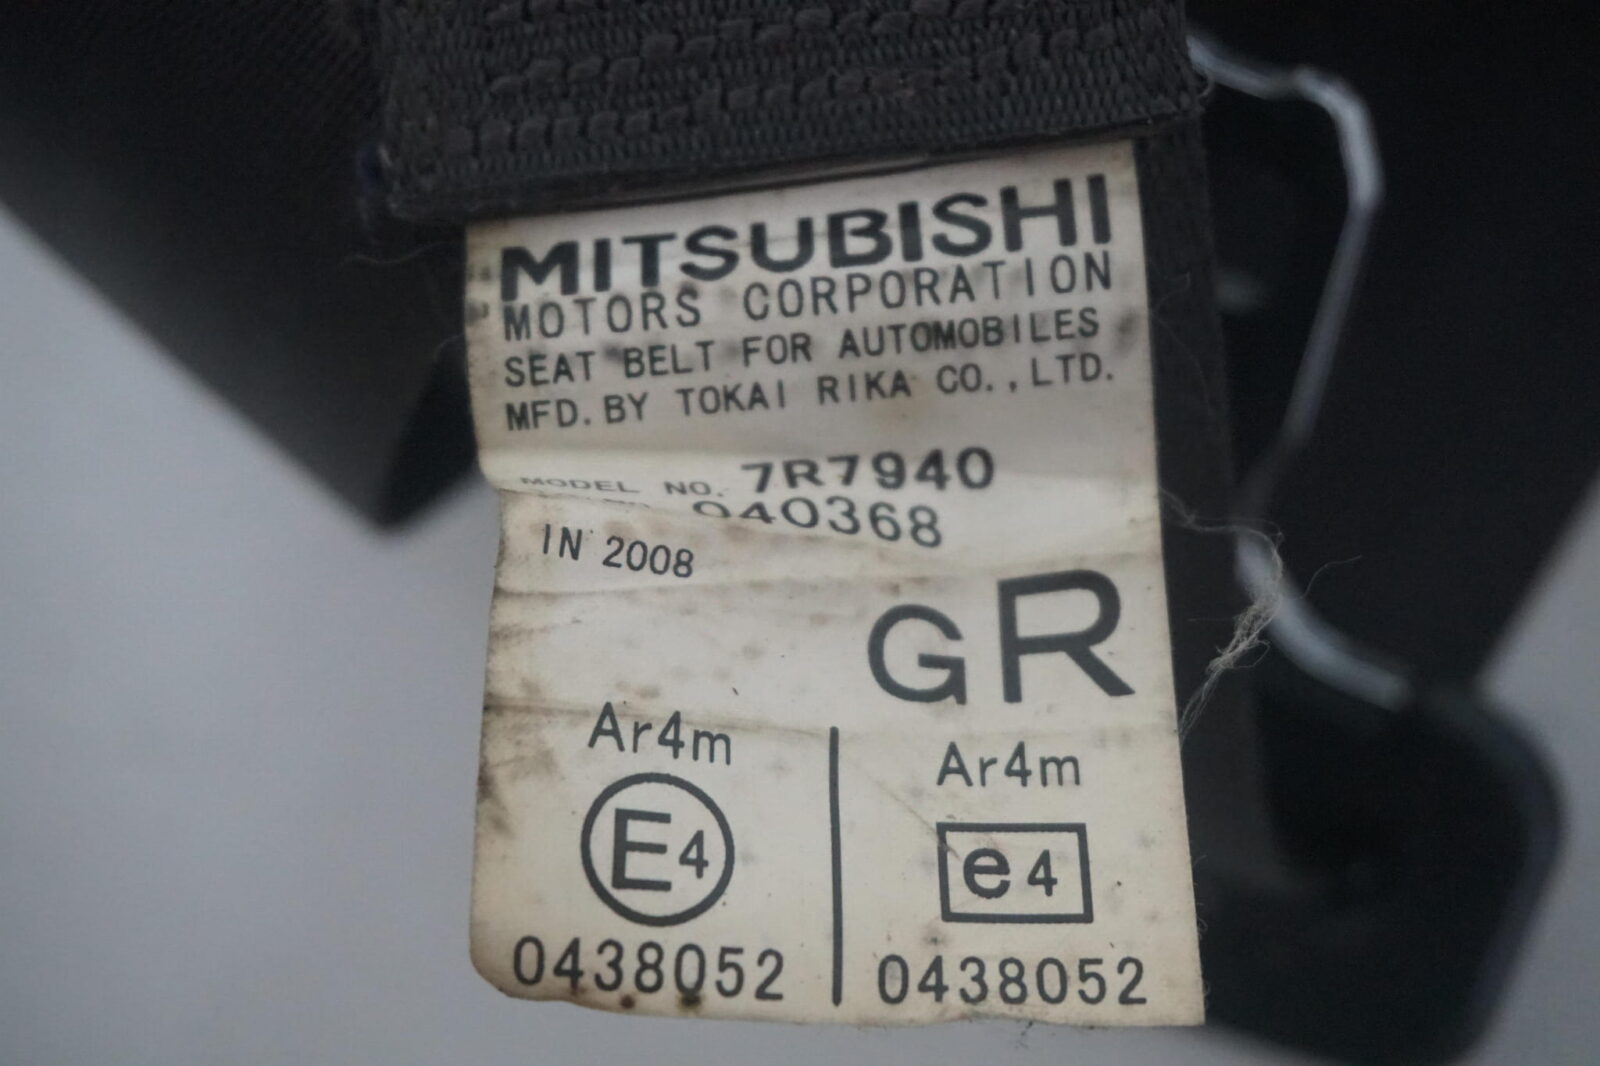 MITSUBISHI
MOTORS CORPORATION
SEAT BELT FOR AUTOMOBILES
MFD. BY TOKAI RIKA CO., LTD.
MODEL NO. 7R7940
040368
IN 2008
GR
Ar4m
E4
0438052
Ar4m
e4
0438052